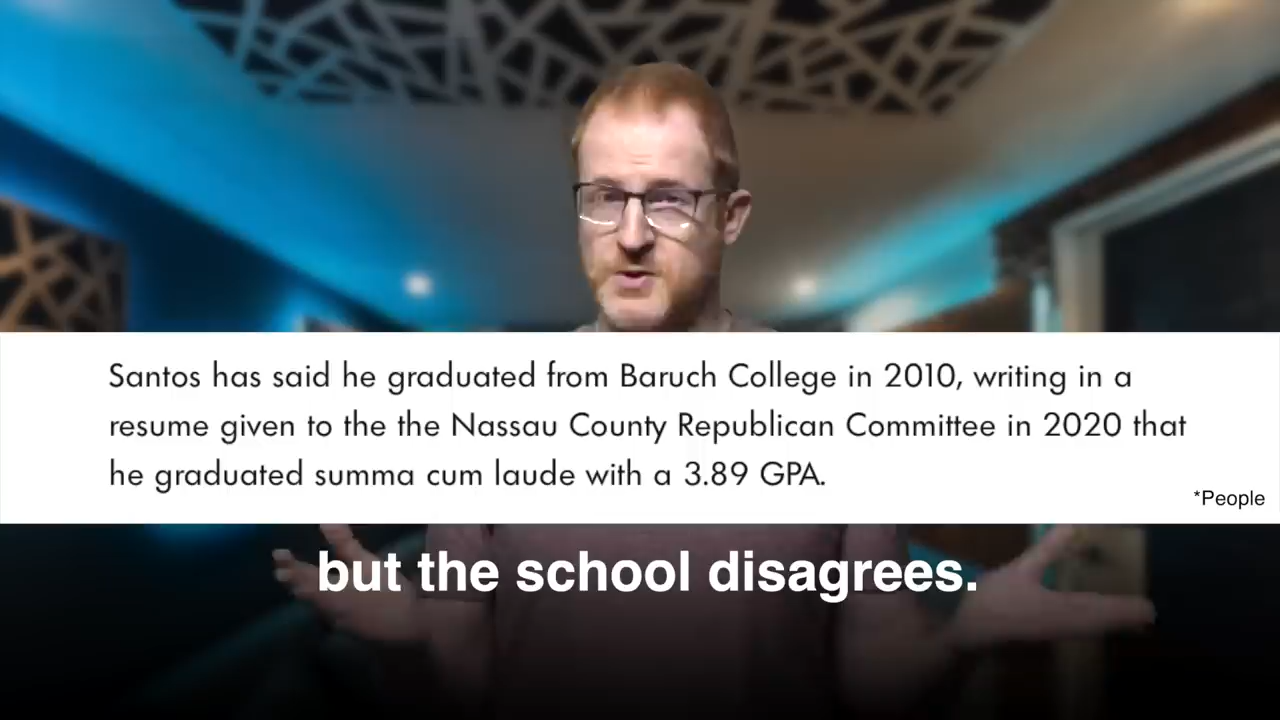 Santos has said he graduated from Baruch College in 2010, writing in a
resume given to the the Nassau County Republican Committee in 2020 that
he graduated summa cum laude with a 3.89 GPA.
*People
but the school disagrees.